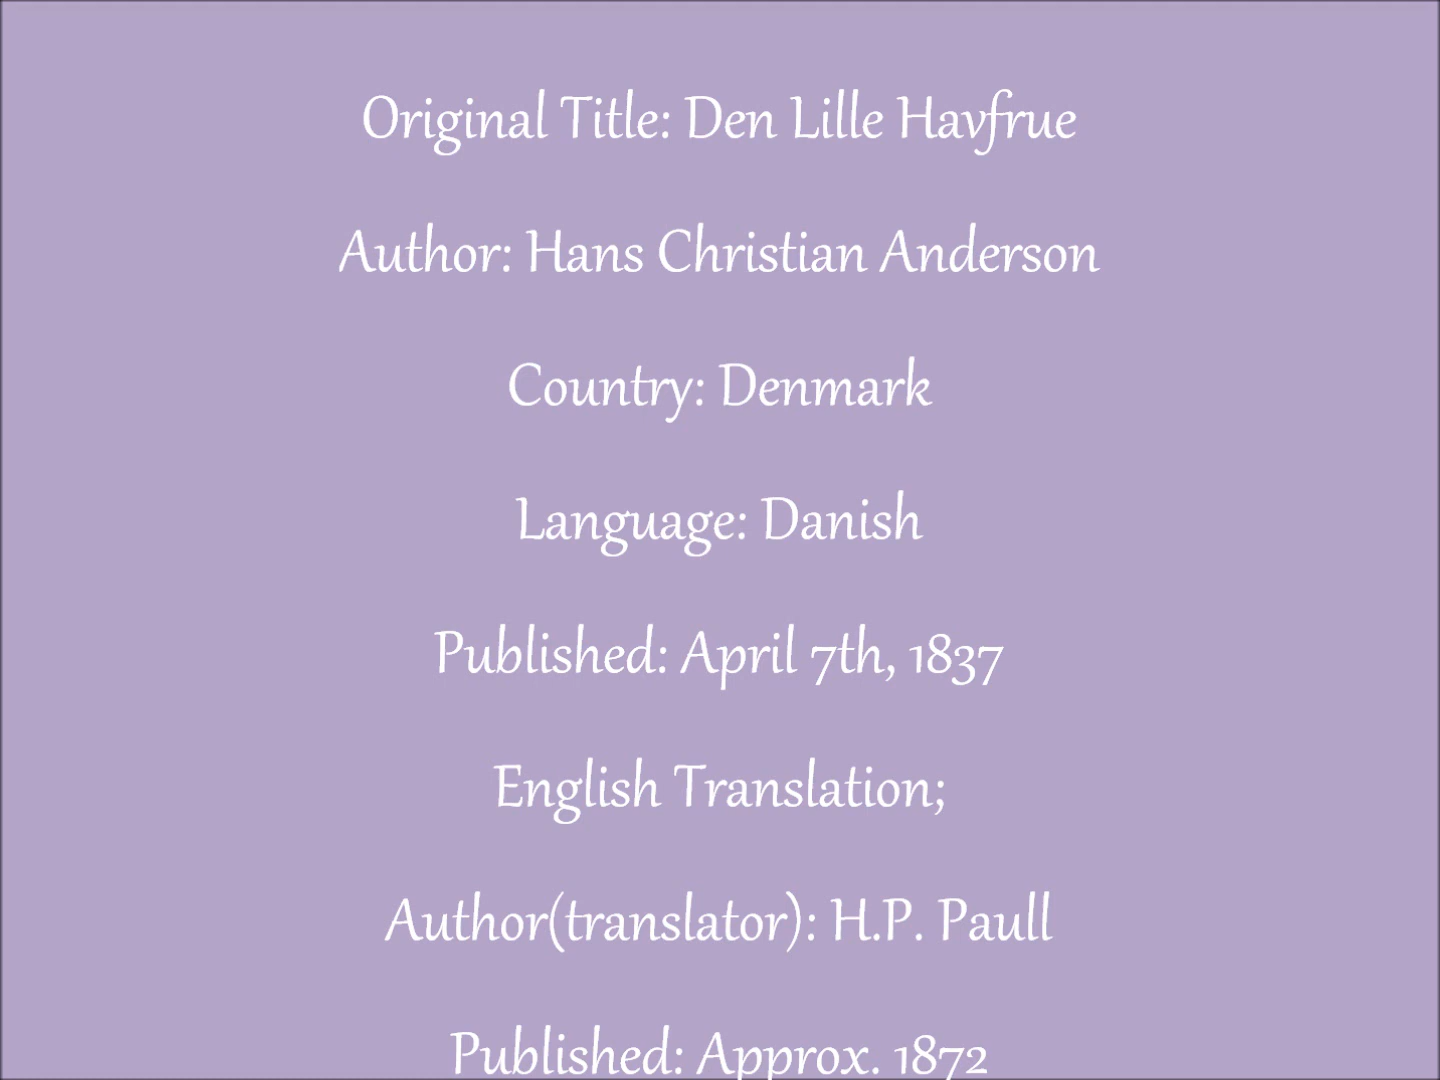 Original Title: Den Lille Havfrue
Author: Hans Christian Anderson
Country: Denmark
Language: Danish
Published: April 7th, 1837
English Translation;
Author(translator): H.P. Paull
Published: Approx. 1872